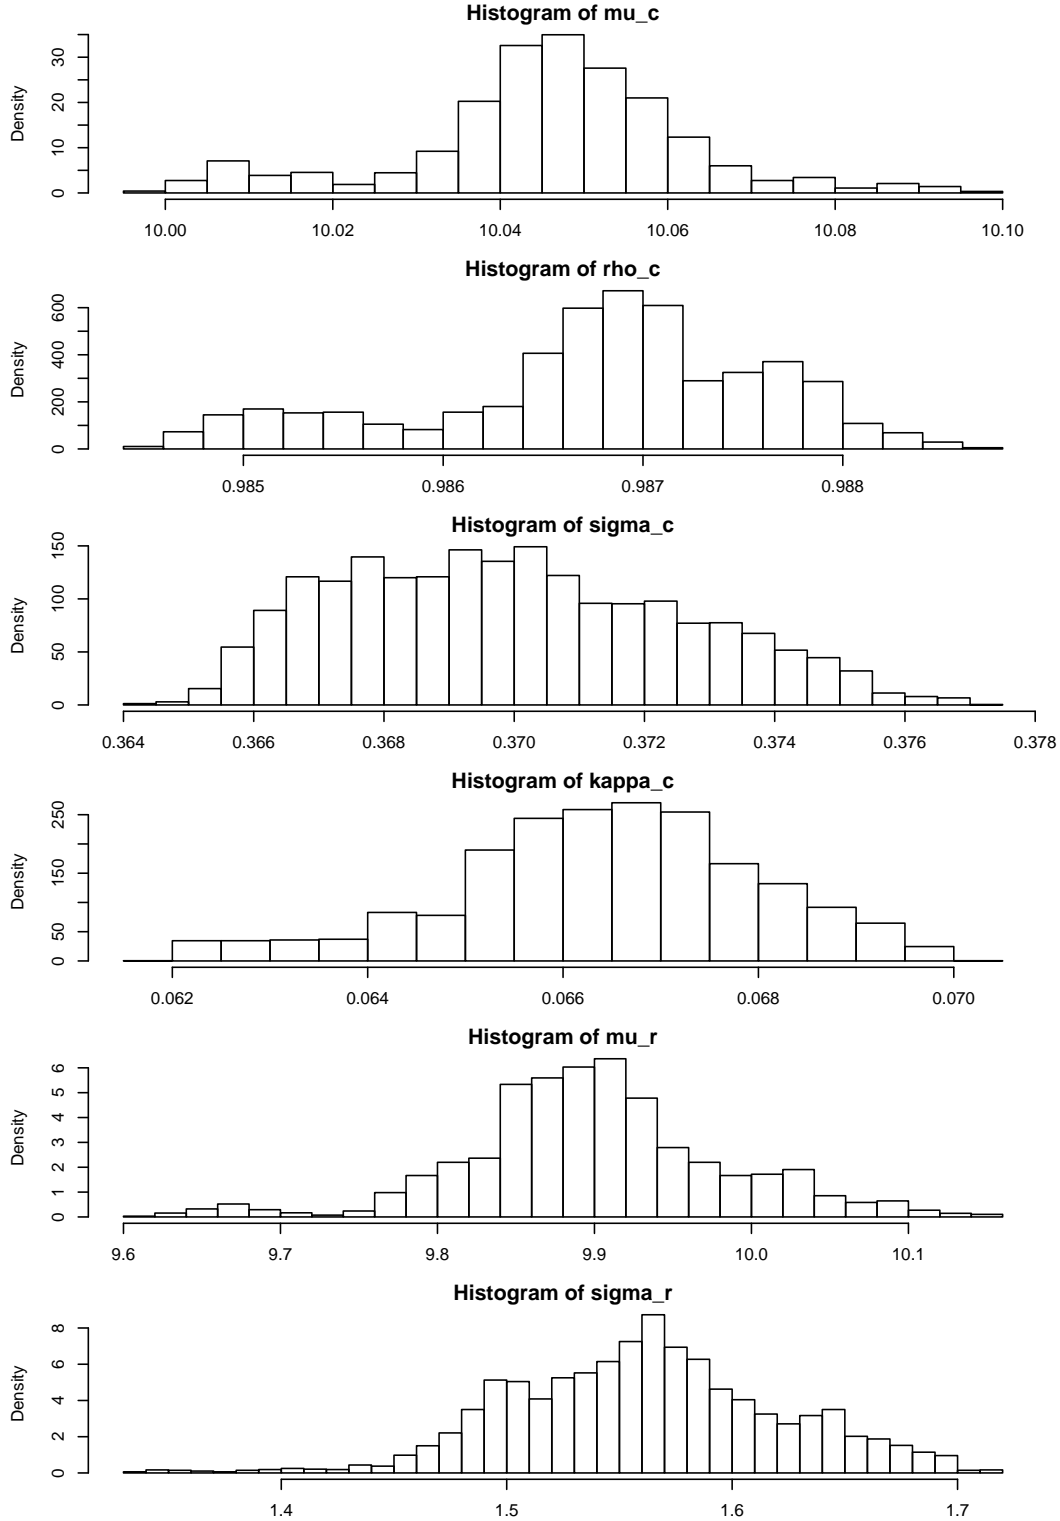 Histogram of mu_c
Density
0 10 20 30
10.00 10.02 10.04 10.06 10.08 10.10
Histogram of rho_c
Density
0 200 400 600
0.985 0.986 0.987 0.988
Histogram of sigma_c
Density
0 50 100 150
0.364 0.366 0.368 0.370 0.372 0.374 0.376 0.378
Histogram of kappa_c
Density
0 50 150 250
0.062 0.064 0.066 0.068 0.070
Histogram of mu_r
Density
0 1 2 3 4 5 6
9.6 9.7 9.8 9.9 10.0 10.1
Histogram of sigma_r
Density
0 2 4 6 8
1.4 1.5 1.6 1.7